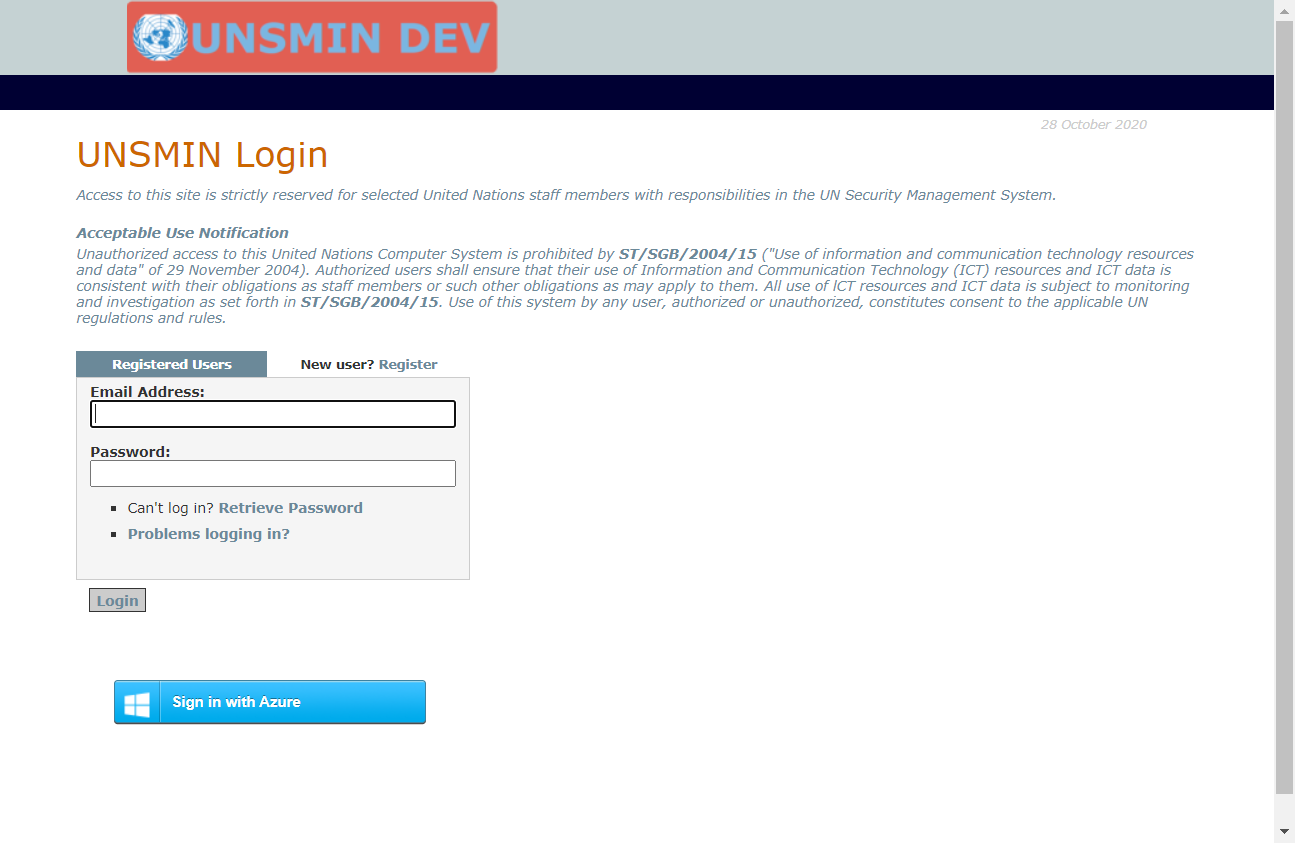 UNSMIN DEV
28 October 2020
UNSMIN Login
Access to this site is strictly reserved for selected United Nations staff members with responsibilities in the UN Security Management System.
Acceptable Use Notification
Unauthorized access to this United Nations Computer System is prohibited by ST/SGB/2004/15 ("Use of information and communication technology resources
and data" of 29 November 2004). Authorized users shall ensure that their use of Information and Communication Technology (ICT) resources and ICT data is
consistent with their obligations as staff members or such other obligations as may apply to them. All use of lCT resources and ICT data is subject to monitoring
and investigation as set forth in ST/SGB/2004/15. Use of this system by any user, authorized or unauthorized, constitutes consent to the applicable UN
regulations and rules.
Registered Users New user? Register
Email Address:
Password:
Can't log in? Retrieve Password
Problems logging in?
Login
Sign in with Azure